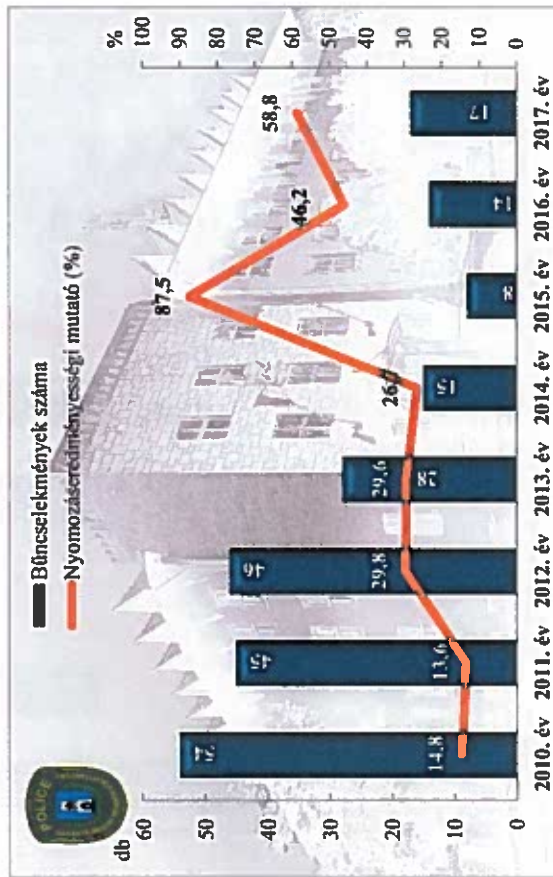 POLICE
Bűncselekmények száma
Nyomozáseredményességi mutató (%)
db
%
60
50
40
30
20
10
0
100
90
80
70
60
50
40
30
20
10
0
54
45
46
28
15
8
14
17
14,8
13,6
29,8
29,6
26,7
87,5
46,2
58,8
2010. év
2011. év
2012. év
2013. év
2014. év
2015. év
2016. év
2017. év